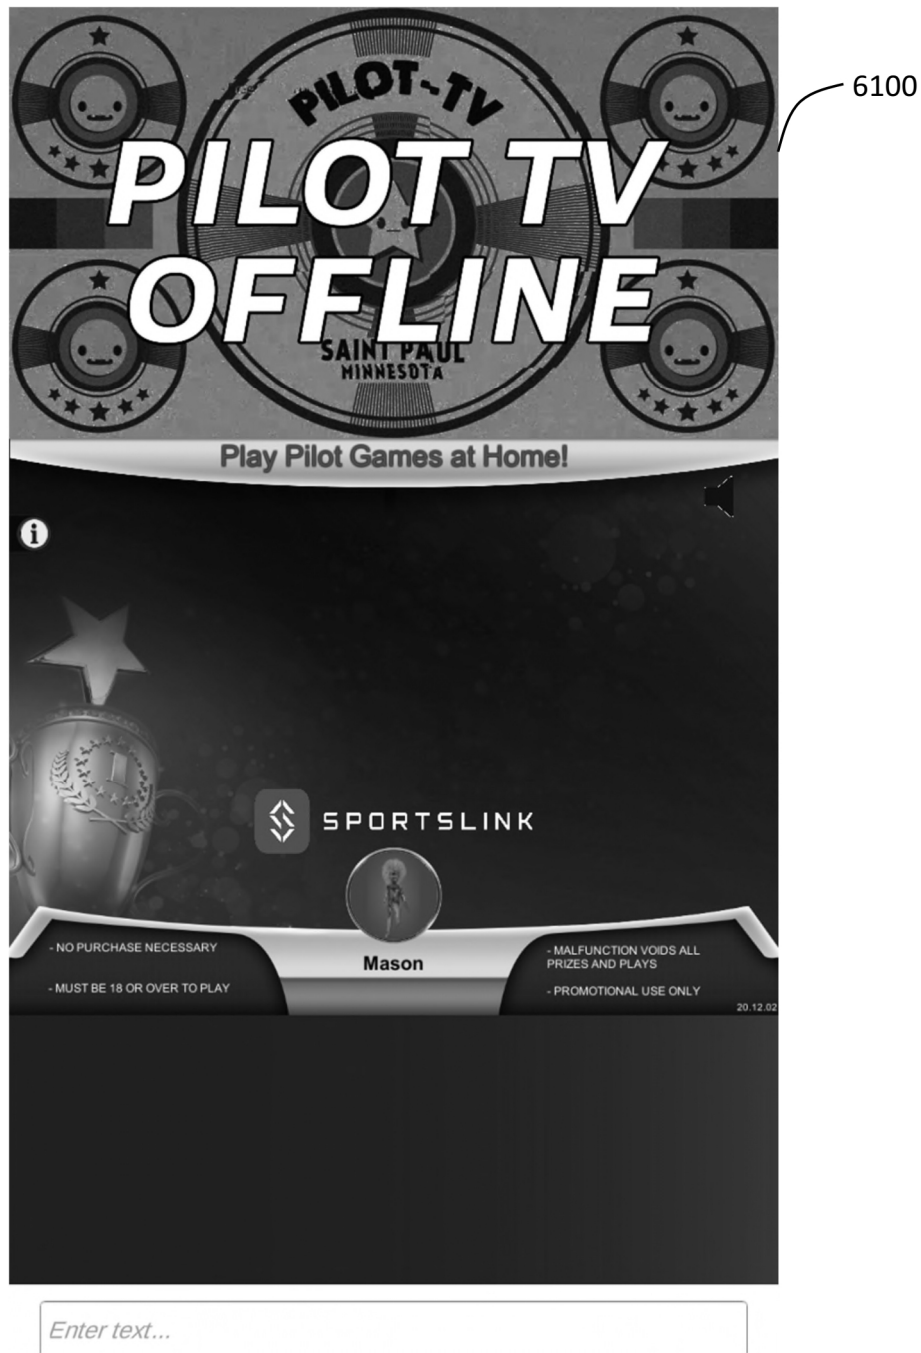 6100
PILOT-TV
PILOT TV
OFFLINE
SAINT PAUL
MINNESOTA
Play Pilot Games at Home!
i
1
SPORTSLINK
- NO PURCHASE NECESSARY
- MUST BE 18 OR OVER TO PLAY
Mason
- MALFUNCTION VOIDS ALL
PRIZES AND PLAYS
- PROMOTIONAL USE ONLY
20.12.02
Enter text...